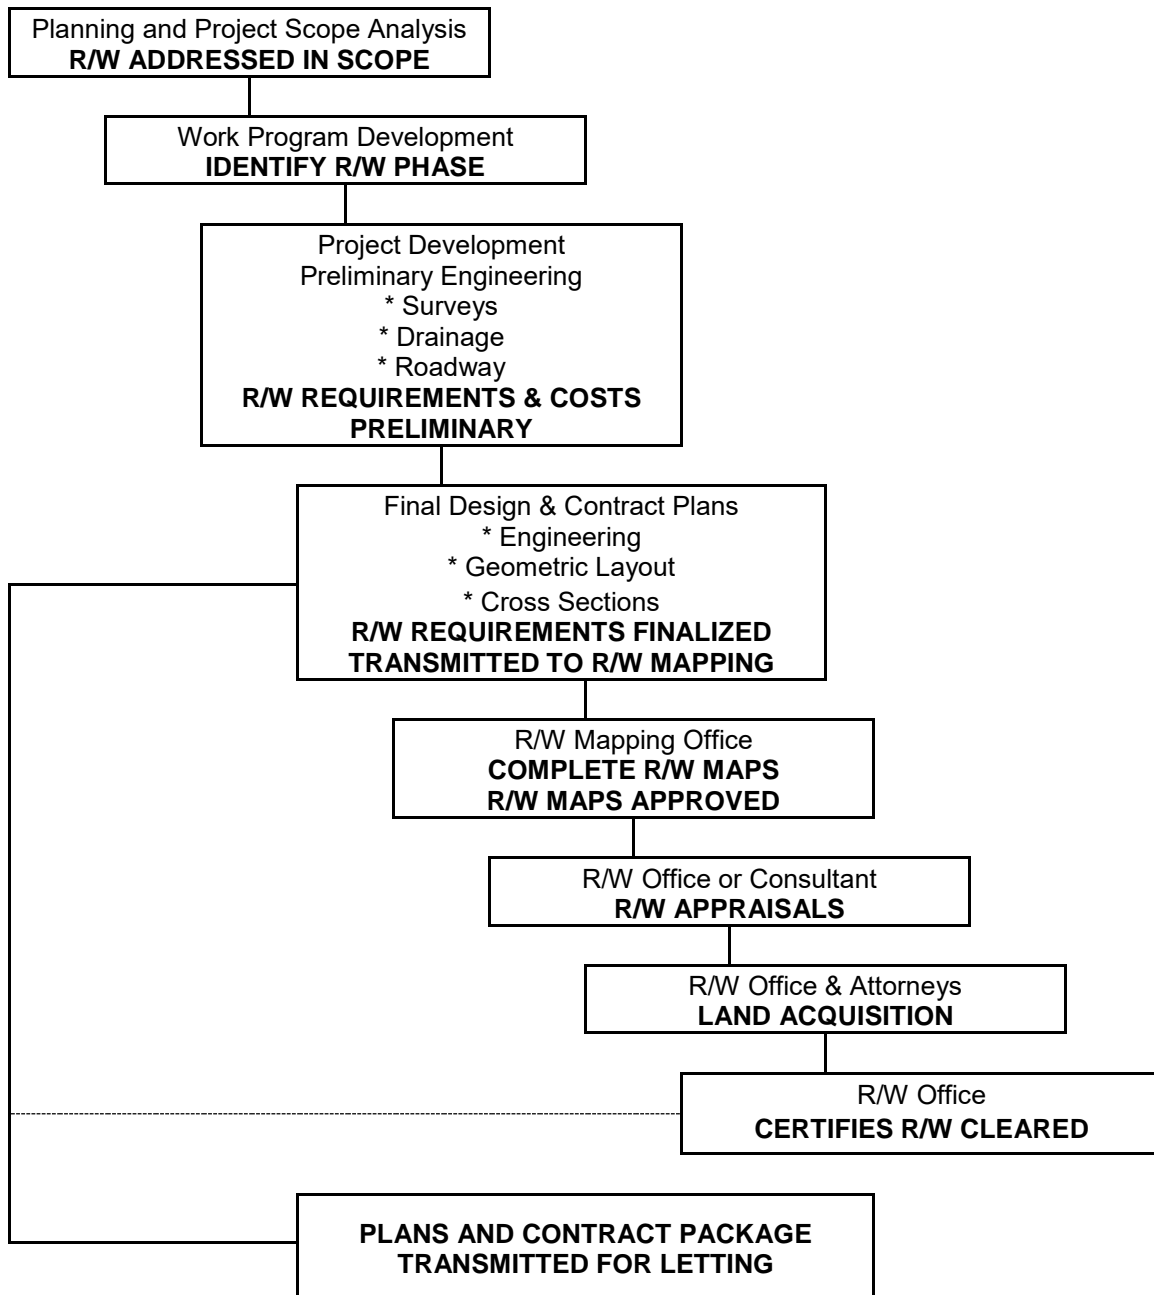 Planning and Project Scope Analysis
R/W ADDRESSED IN SCOPE
Work Program Development
IDENTIFY R/W PHASE
Project Development
Preliminary Engineering
* Surveys
* Drainage
* Roadway
R/W REQUIREMENTS & COSTS
PRELIMINARY
Final Design & Contract Plans
* Engineering
* Geometric Layout
* Cross Sections
R/W REQUIREMENTS FINALIZED
TRANSMITTED TO R/W MAPPING
R/W Mapping Office
COMPLETE R/W MAPS
R/W MAPS APPROVED
R/W Office or Consultant
R/W APPRAISALS
R/W Office & Attorneys
LAND ACQUISITION
R/W Office
CERTIFIES R/W CLEARED
PLANS AND CONTRACT PACKAGE
TRANSMITTED FOR LETTING